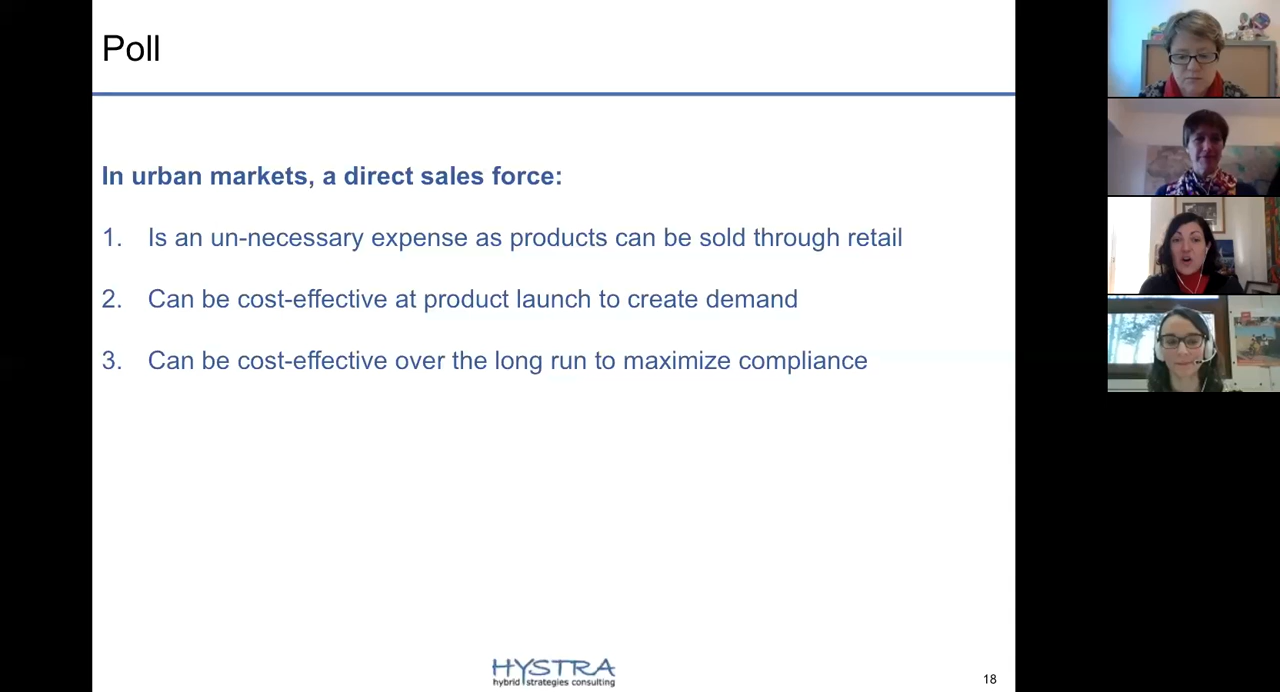 Poll
In urban markets, a direct sales force:
1. Is an un-necessary expense as products can be sold through retail
2. Can be cost-effective at product launch to create demand
3. Can be cost-effective over the long run to maximize compliance
HYSTRA
hybrid strategies consulting
18